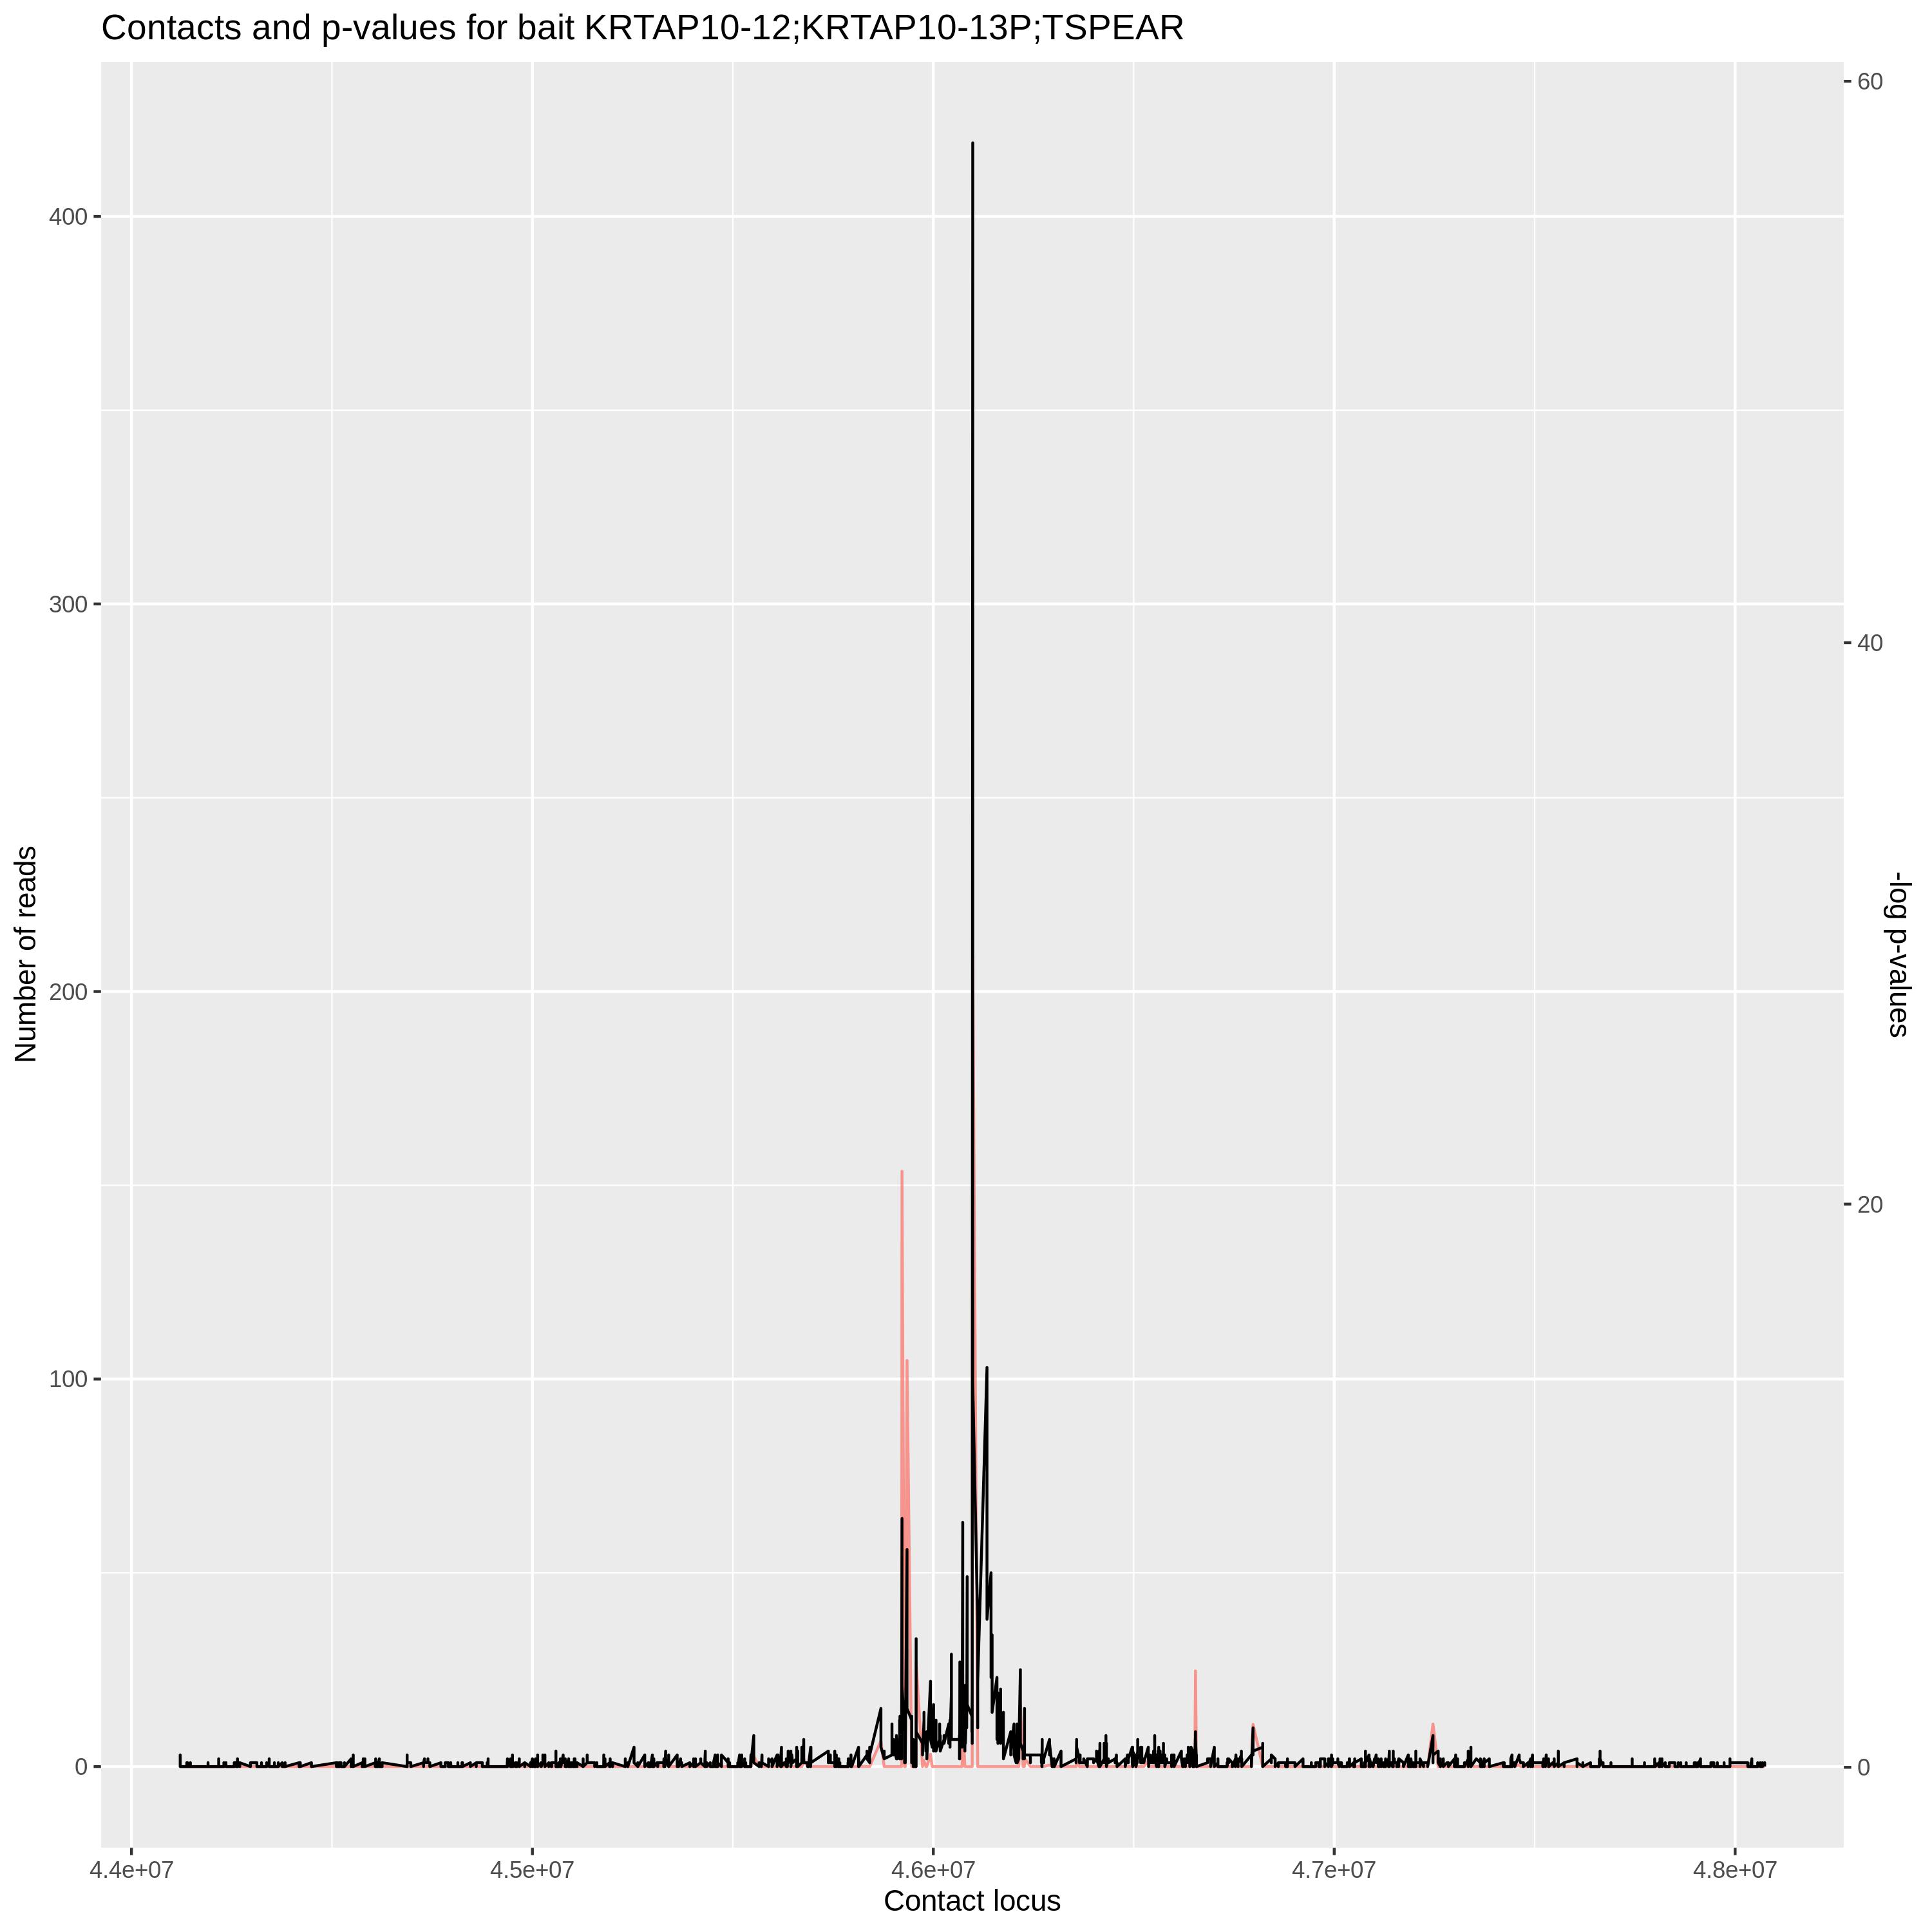 Contacts and p-values for bait KRTAP10-12;KRTAP10-13P;TSPEAR
Number of reads
400
300
200
100
0
60
40
20
0
-log p-values
4.4e+07
4.5e+07
4.6e+07
4.7e+07
4.8e+07
Contact locus